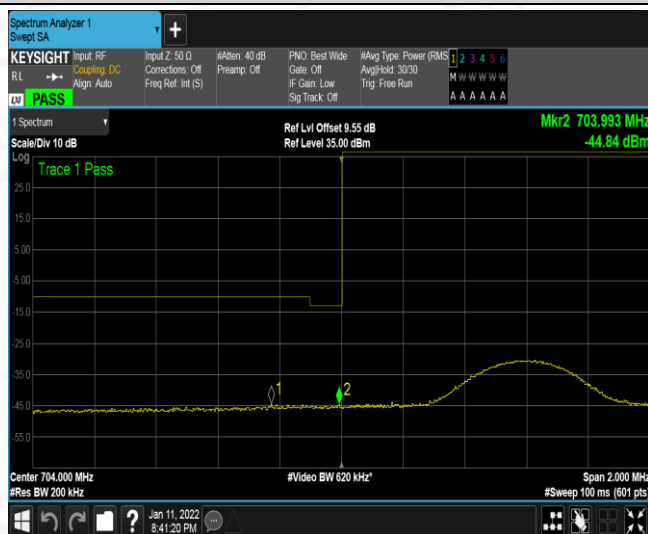 Spectrum Analyzer 1
Swept SA
+
KEYSIGHT Input: RF Input Z: 50 Ω #Atten: 40 dB PNO: Best Wide #Avg Type: Power (RMS 1 2 3 4 5 6
R L Coupling: DC Corrections: Off Preamp: Off Gate: Off Avg|Hold: 30/30 M W W W W W
Align: Auto Freq Ref: Int (S) IF Gain: Low Trig: Free Run
Sig Track: Off A A A A A A
LXI PASS
1 Spectrum Ref Lvl Offset 9.55 dB Mkr2 703.993 MHz
Scale/Div 10 dB Ref Level 35.00 dBm -44.84 dBm
Log
Trace 1 Pass
25.0
15.0
5.00
-5.00
-15.0
-25.0
-35.0
1 2
-45.0
-55.0
Center 704.000 MHz #Video BW 620 kHz* Span 2.000 MHz
#Res BW 200 kHz #Sweep 100 ms (601 pts)
? Jan 11, 2022
8:41:20 PM